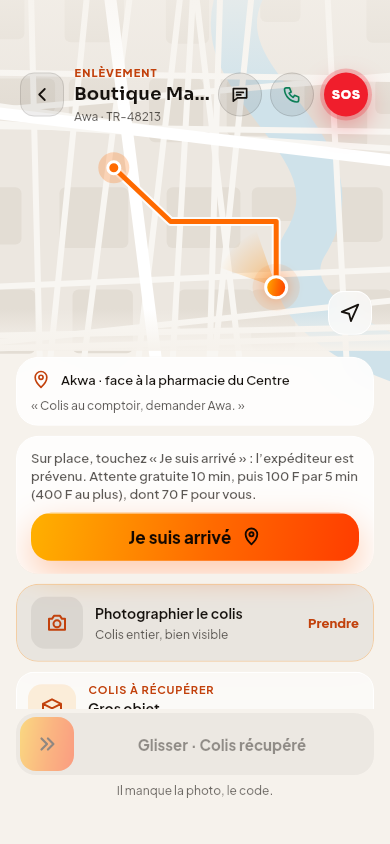 ENLÈVEMENT
Boutique Ma...
Awa · TR-48213
SOS
Akwa · face à la pharmacie du Centre
« Colis au comptoir, demander Awa. »
Sur place, touchez « Je suis arrivé » : l'expéditeur est
prévenu. Attente gratuite 10 min, puis 100 F par 5 min
(400 F au plus), dont 70 F pour vous.
Je suis arrivé
Photographier le colis
Colis entier, bien visible
Prendre
COLIS À RÉCUPÉRER
Gros objet
Glisser · Colis récupéré
Il manque la photo, le code.